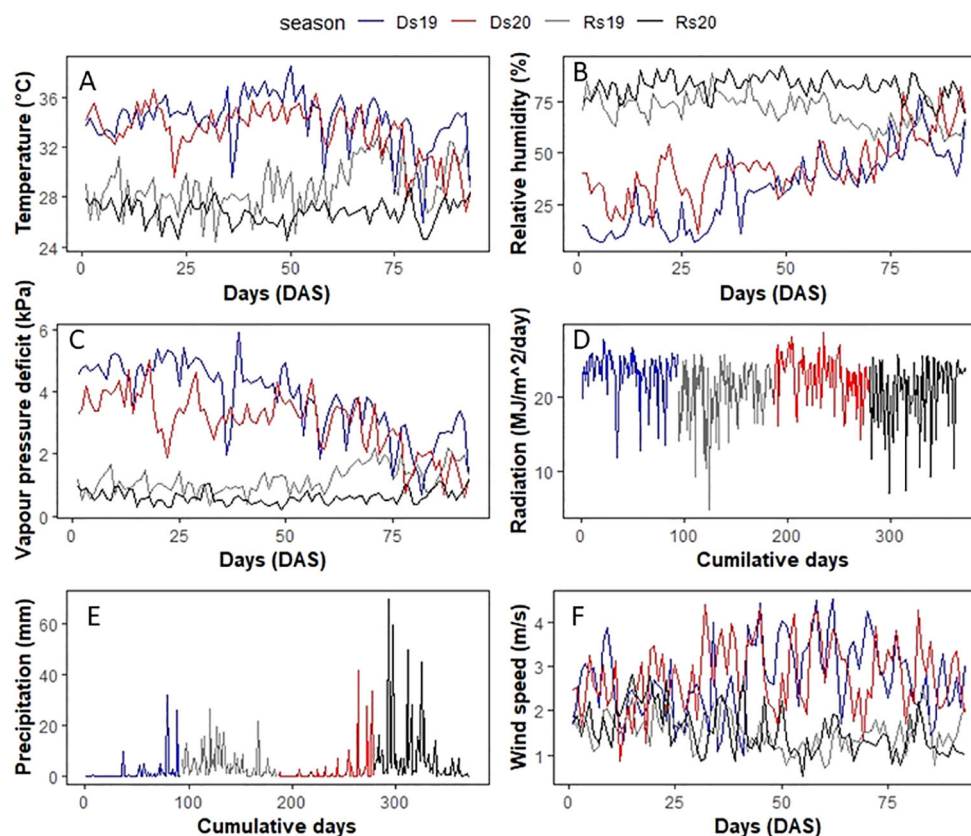 season Ds19 Ds20 Rs19 Rs20
A
Temperature (°C)
36
32
28
24
0 25 50 75
Days (DAS)
B
Relative humidity (%)
75
50
25
0 25 50 75
Days (DAS)
C
Vapour pressure deficit (kPa)
6
4
2
0
0 25 50 75
Days (DAS)
D
Radiation (MJ/m^2/day)
20
10
0 100 200 300
Cumilative days
E
Precipitation (mm)
60
40
20
0
0 100 200 300
Cumulative days
F
Wind speed (m/s)
4
3
2
1
0 25 50 75
Days (DAS)